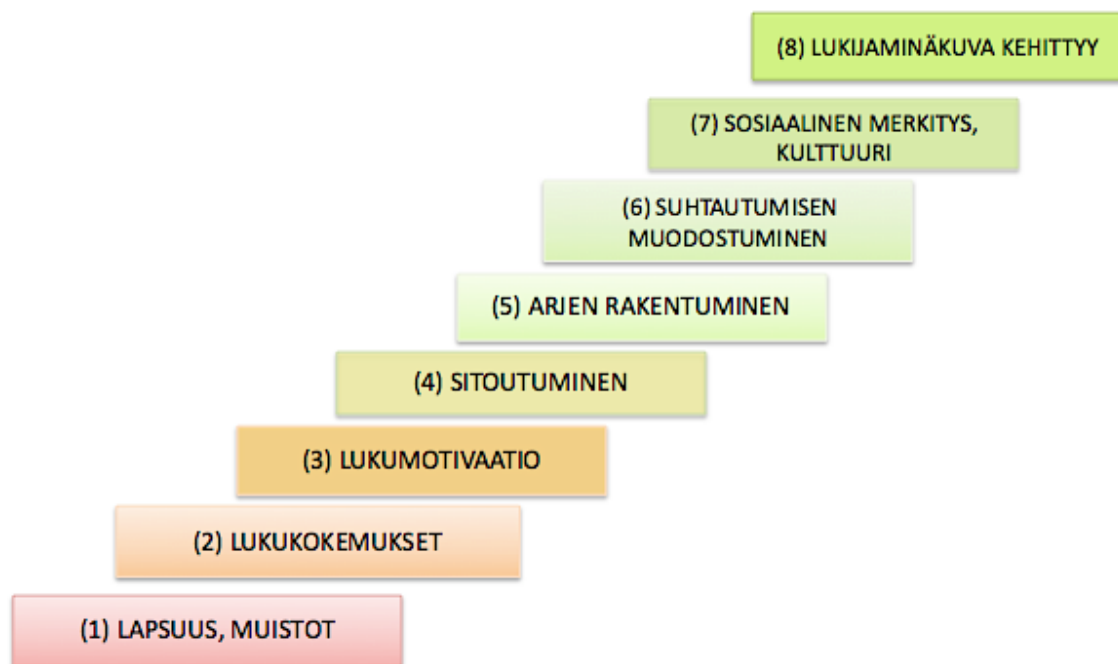 (8) LUKIJAMINÄKUVA KEHITTYY
(7) SOSIAALINEN MERKITYS,
KULTTUURI
(6) SUHTAUTUMISEN
MUODOSTUMINEN
(5) ARJEN RAKENTUMINEN
(4) SITOUTUMINEN
(3) LUKUMOTIVAATIO
(2) LUKUKOKEMUKSET
(1) LAPSUUS, MUISTOT